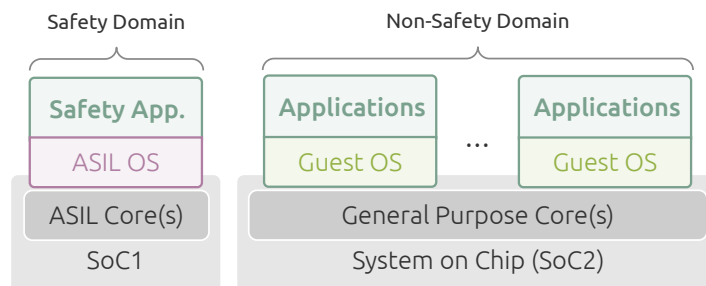 Safety Domain
Non-Safety Domain
Safety App.
ASIL OS
Applications
Guest OS
...
Applications
Guest OS
ASIL Core(s)
General Purpose Core(s)
SoC1
System on Chip (SoC2)